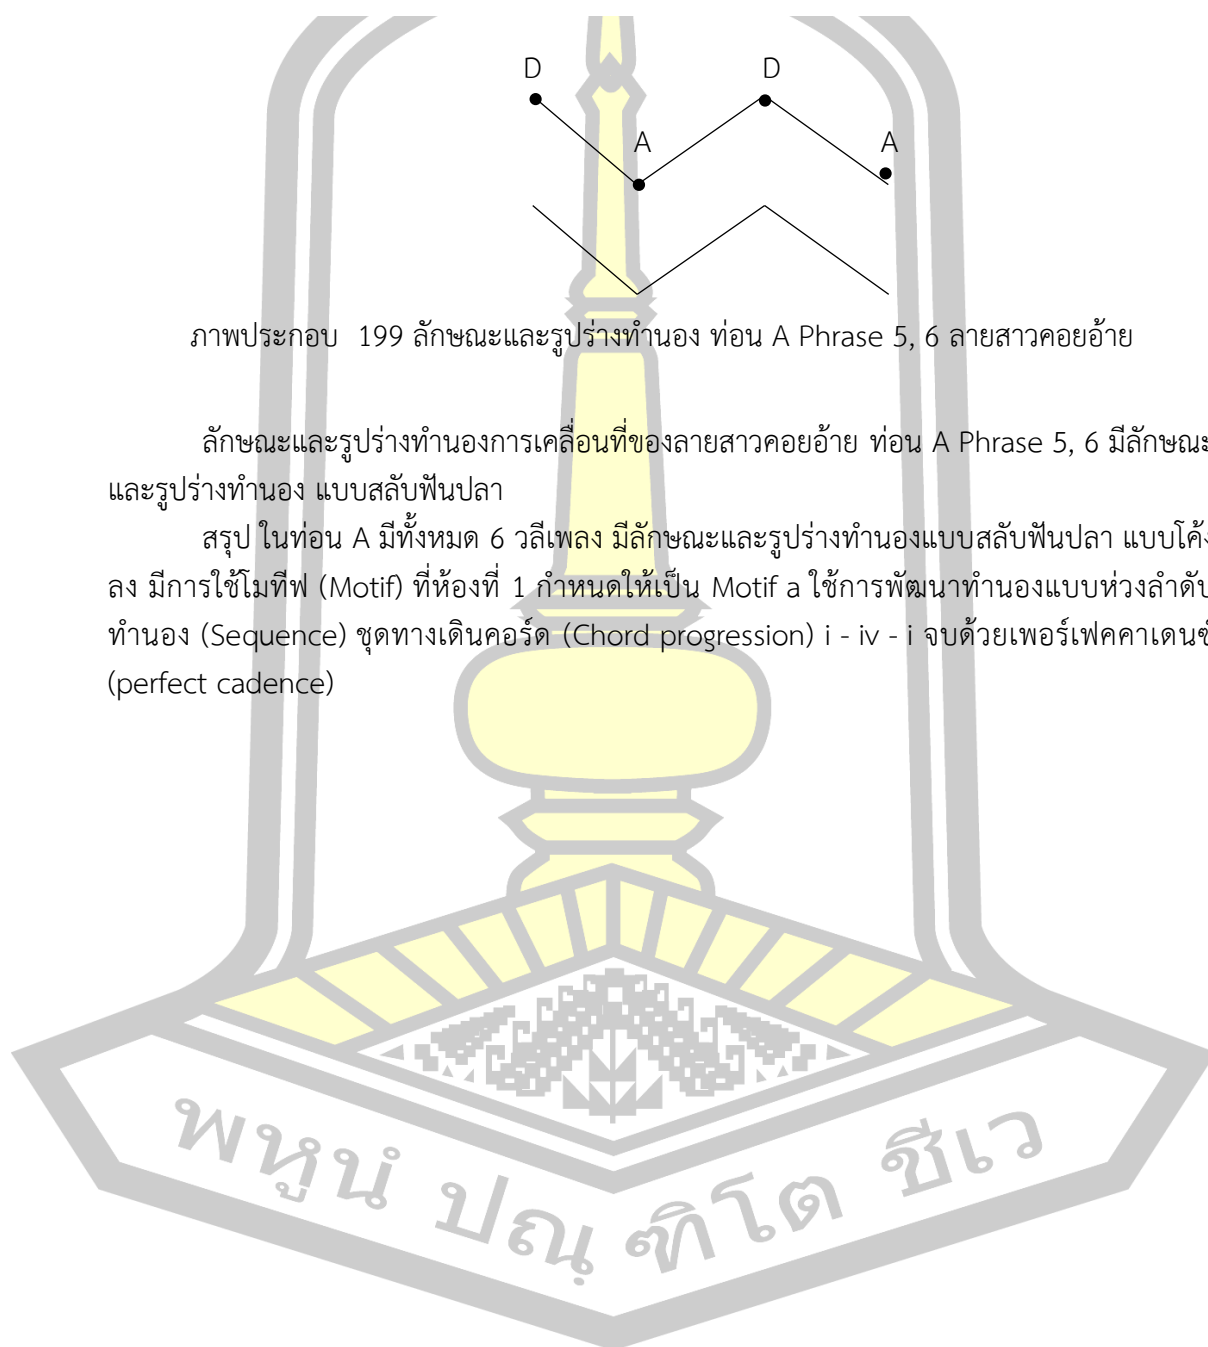 D D
A A
ภาพประกอบ 199 ลักษณะและรูปร่างทำนอง ท่อน A Phrase 5, 6 ลายสาวคอยอ้าย
ลักษณะและรูปร่างทำนองการเคลื่อนที่ของลายสาวคอยอ้าย ท่อน A Phrase 5, 6 มีลักษณะ
และรูปร่างทำนอง แบบสลับฟันปลา
สรุป ในท่อน A มีทั้งหมด 6 วลีเพลง มีลักษณะและรูปร่างทำนองแบบสลับฟันปลา แบบโค้ง
ลง มีการใช้โมทีฟ (Motif) ที่ห้องที่ 1 กำหนดให้เป็น Motif a ใช้การพัฒนาทำนองแบบห่วงลำดับ
ทำนอง (Sequence) ชุดทางเดินคอร์ด (Chord progression) i - iv - i จบด้วยเพอร์เฟคคาเดนซ์
(perfect cadence)
พหูนํ ปณฺ ฑิโต ชีเว